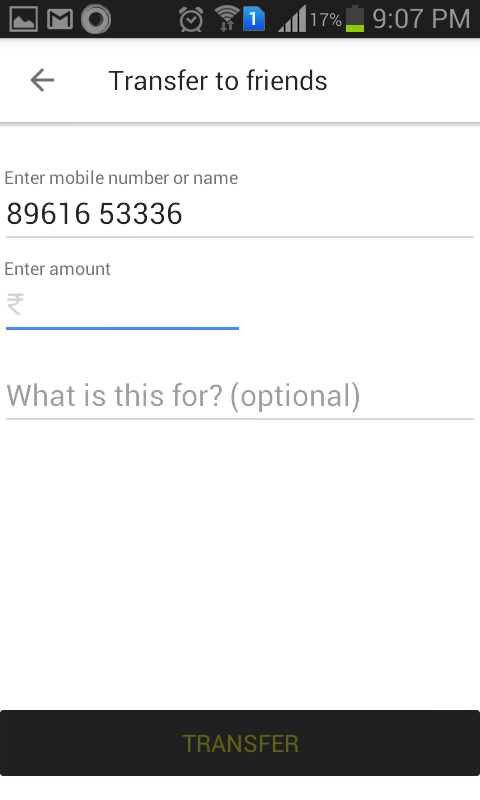 1 17% 9:07 PM
Transfer to friends
Enter mobile number or name
89616 53336
Enter amount
₹
What is this for? (optional)
TRANSFER